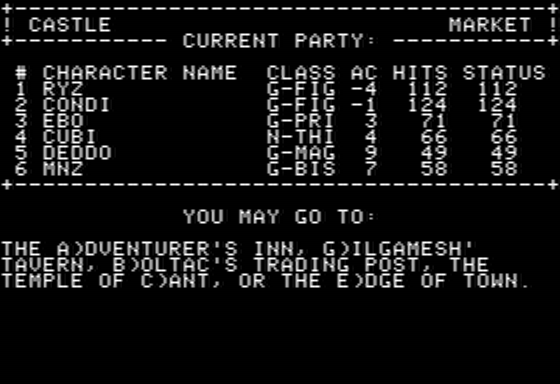 +--------------------------------------+
! CASTLE                        MARKET !
+----------- CURRENT PARTY: -----------+
# CHARACTER NAME  CLASS AC HITS STATUS
1 RYZ             G-FIG -4  112  112
2 CONDI           G-FIG -1  124  124
3 EBO             G-PRI  3   71   71
4 CUBI            N-THI  4   66   66
5 DEDDO           G-MAG  9   49   49
6 MNZ             G-BIS  7   58   58
+--------------------------------------+
YOU MAY GO TO:
THE A)DVENTURER'S INN, G)ILGAMESH'
TAVERN, B)OLTAC'S TRADING POST, THE
TEMPLE OF C)ANT, OR THE E)DGE OF TOWN.